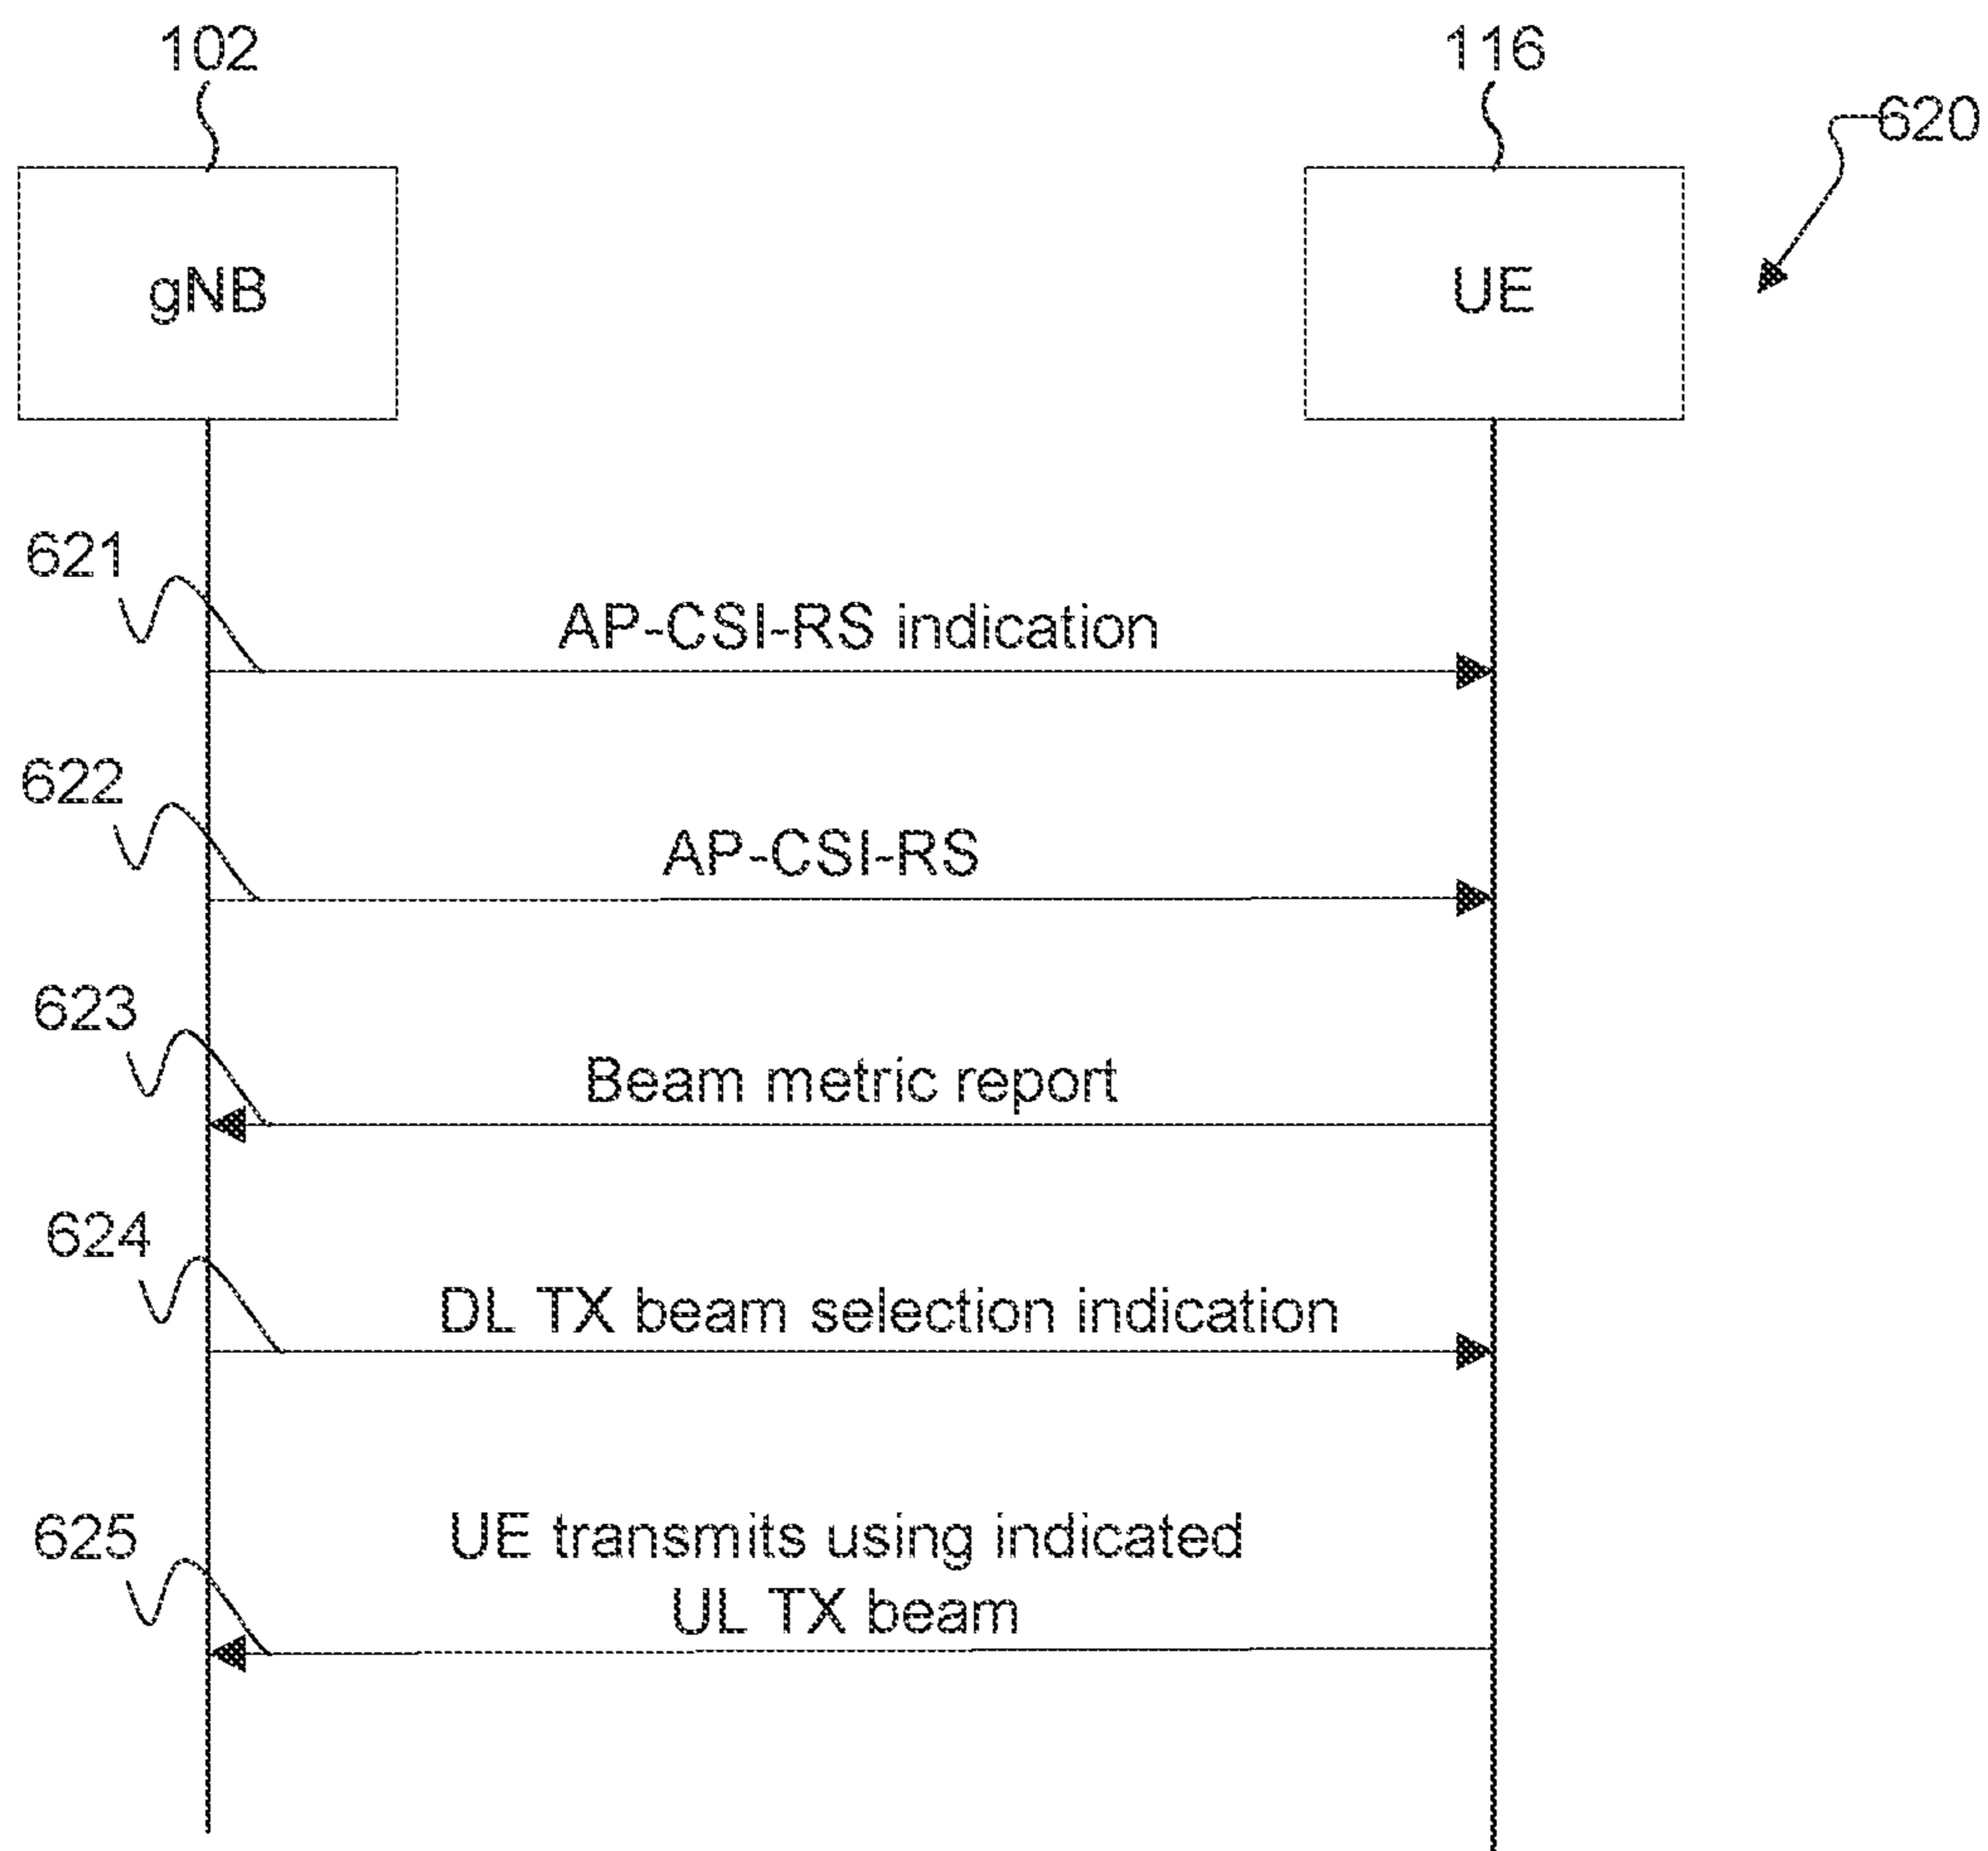 102
116
620
gNB
UE
621
AP-CSI-RS indication
622
AP-CSI-RS
623
Beam metric report
624
DL TX beam selection indication
625
UE transmits using indicated
UL TX beam